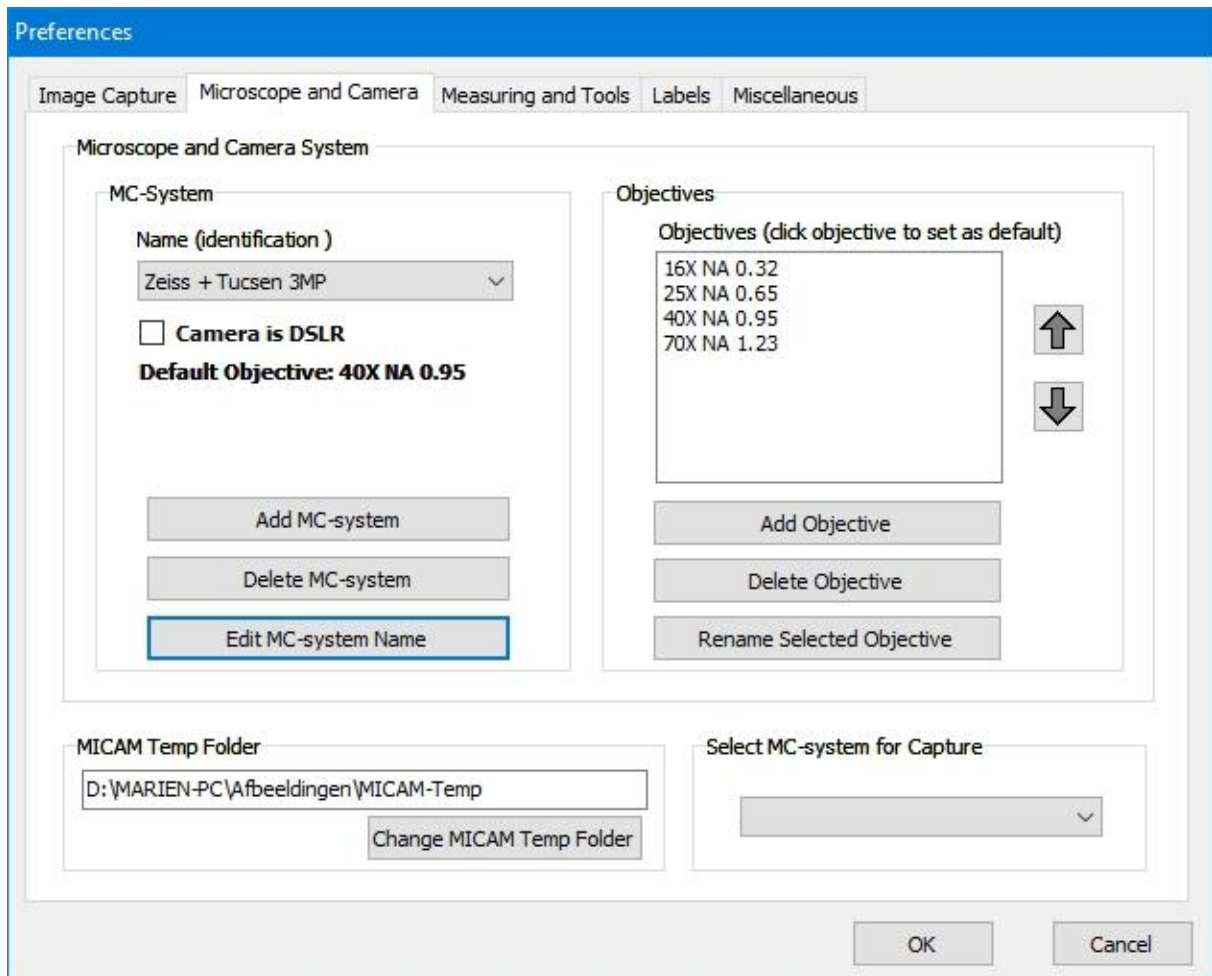 Preferences
Image Capture
Microscope and Camera
Measuring and Tools
Labels
Miscellaneous
Microscope and Camera System
MC-System
Name (identification )
Zeiss + Tucsen 3MP
Camera is DSLR
Default Objective: 40X NA 0.95
Add MC-system
Delete MC-system
Edit MC-system Name
Objectives
Objectives (click objective to set as default)
16X NA 0.32
25X NA 0.65
40X NA 0.95
70X NA 1.23
Add Objective
Delete Objective
Rename Selected Objective
MICAM Temp Folder
D:\MARIEN-PC\Afbeeldingen\MICAM-Temp
Change MICAM Temp Folder
Select MC-system for Capture
OK
Cancel